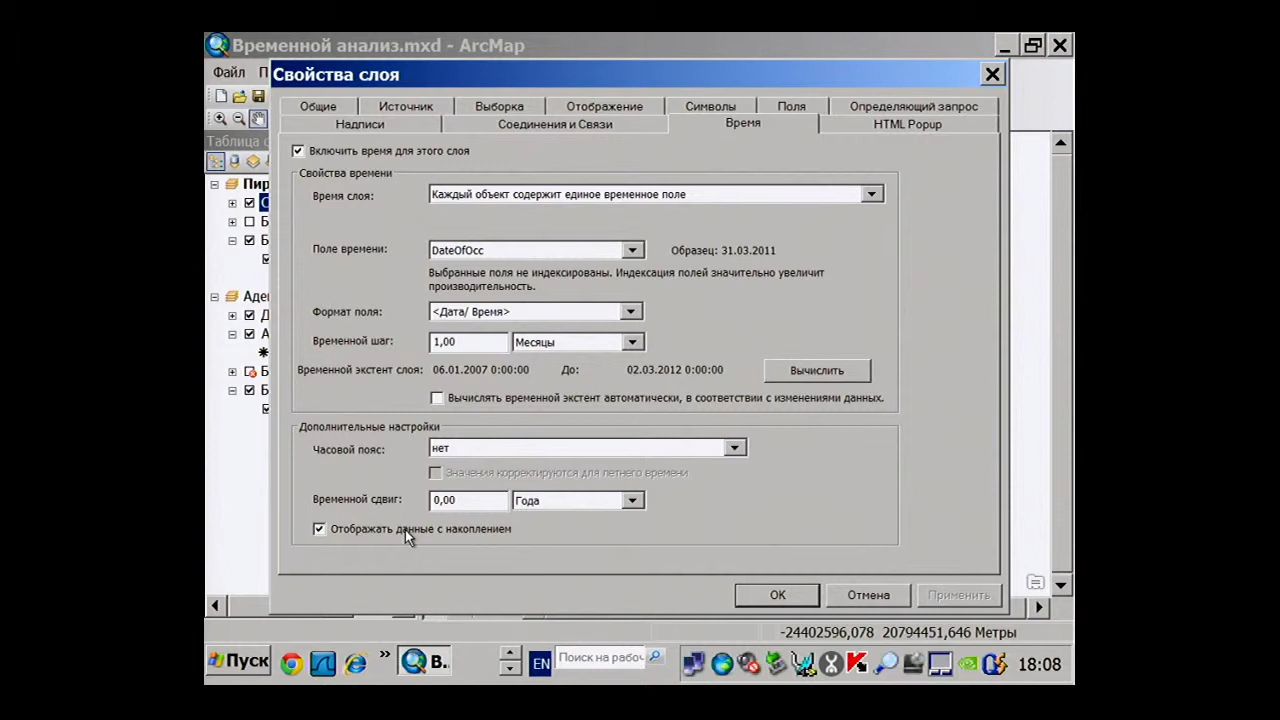 Временной анализ.mxd - ArcMap
Файл
Свойства слоя
Общие Источник Выборка Отображение Символы Поля Определяющий запрос
Надписи Соединения и Связи Время HTML Popup
Таблица с
Включить время для этого слоя
Свойства времени
Пир
Время слоя: Каждый объект содержит единое временное поле
Поле времени: DateOfOcc Образец: 31.03.2011
Выбранные поля не индексированы. Индексация полей значительно увеличит
производительность.
Аде
Формат поля: <Дата/ Время>
Временной шаг: 1,00 Месяцы
Временной экстент слоя: 06.01.2007 0:00:00 До: 02.03.2012 0:00:00 Вычислить
Вычислять временной экстент автоматически, в соответствии с изменениями данных.
Дополнительные настройки
Часовой пояс: нет
Значения корректируются для летнего времени
Временной сдвиг: 0,00 Года
Отображать данные с накоплением
OK Отмена Применить
-24402596,078 20794451,646 Метры
Пуск » В. EN Поиск на рабоч 18:08